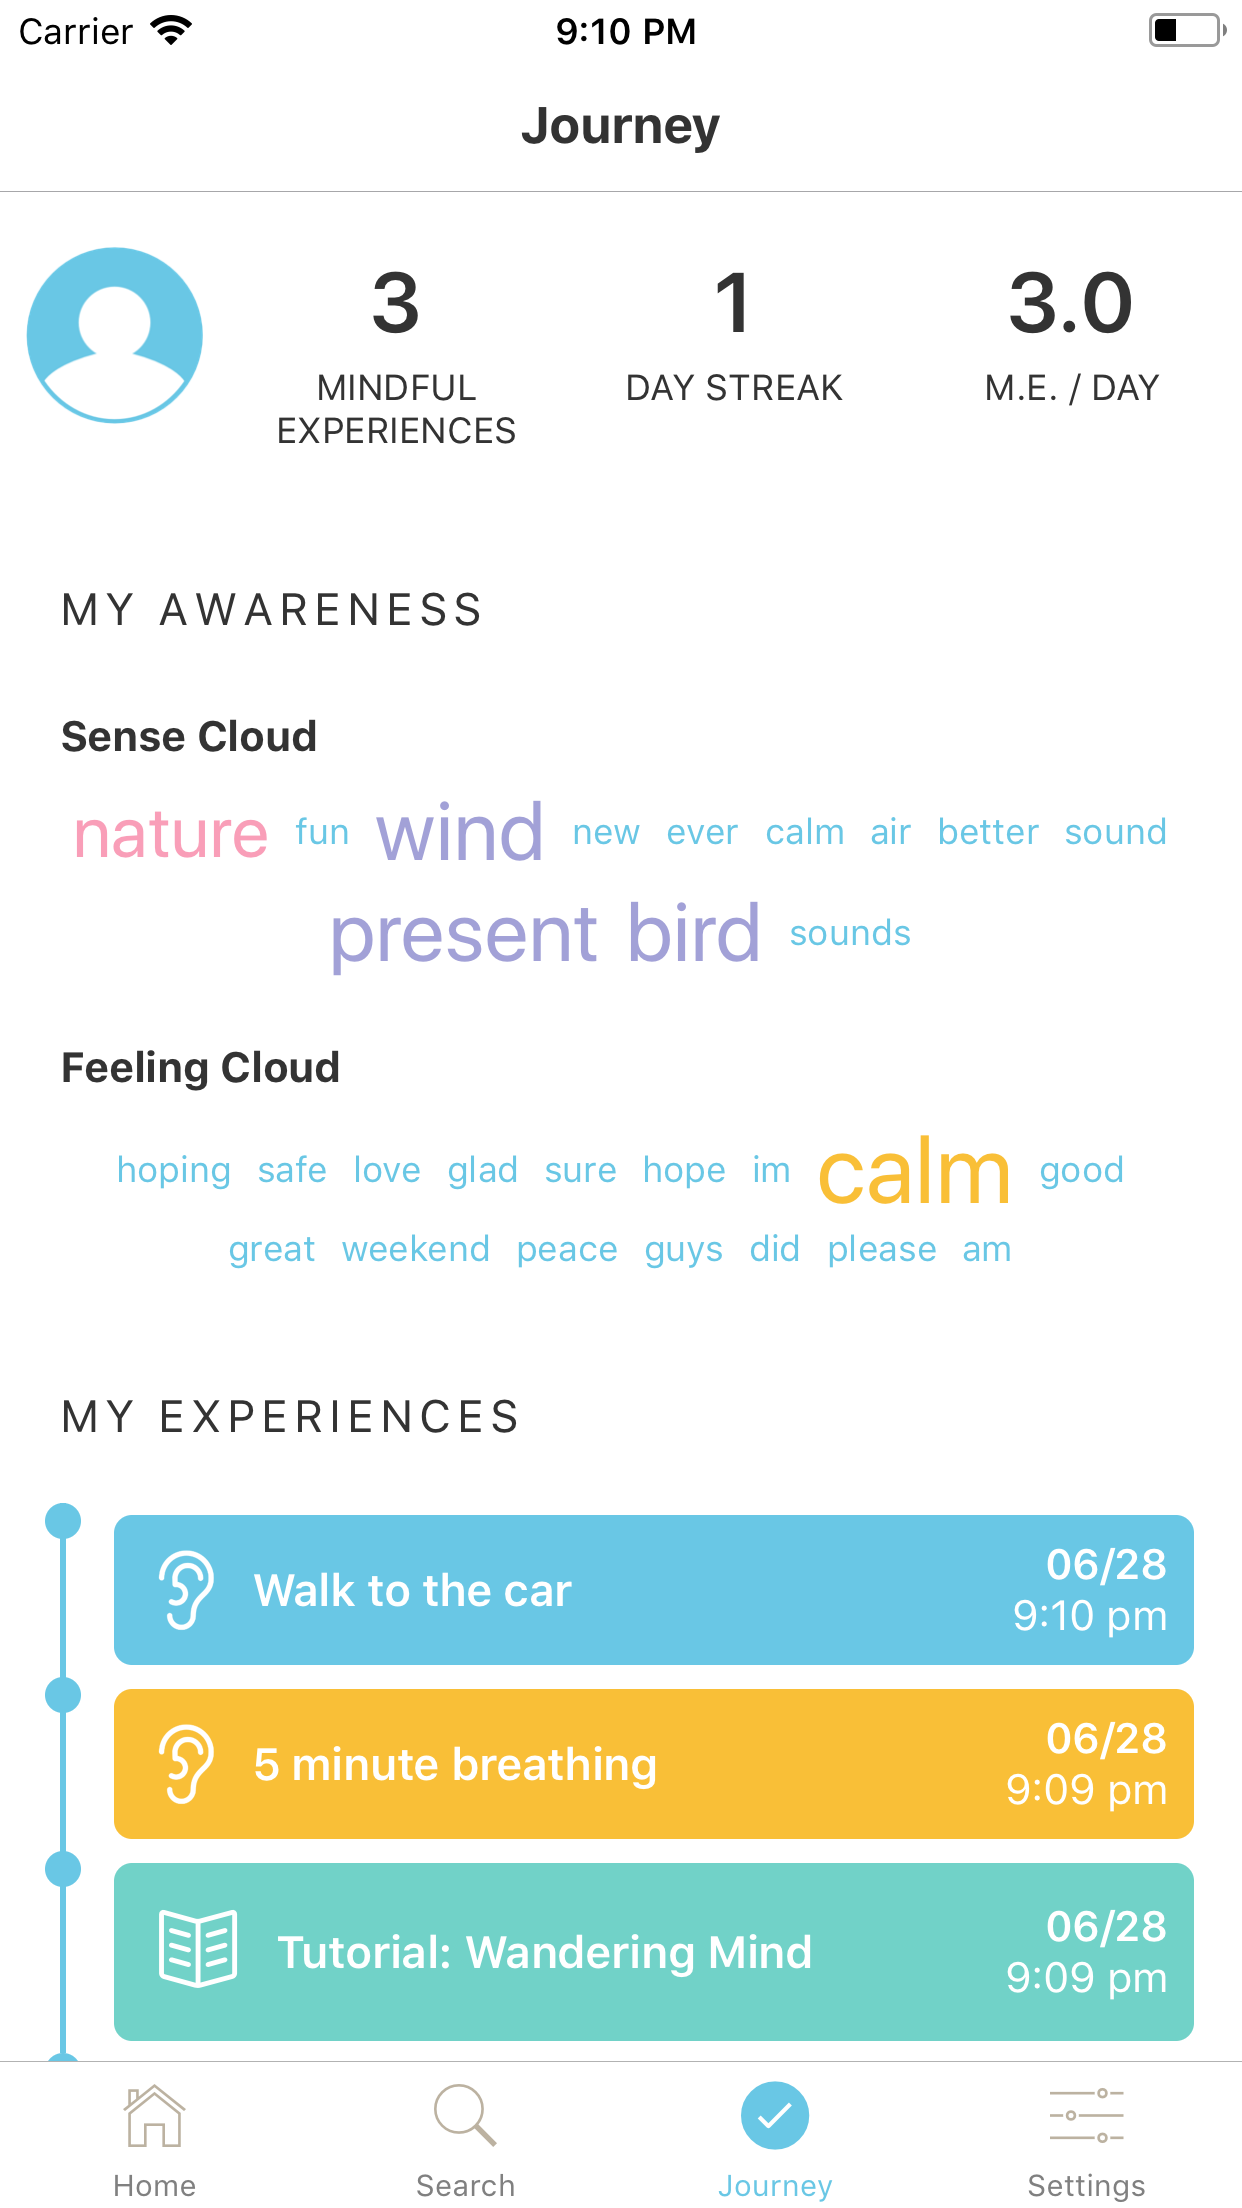 Carrier 9:10 PM
Journey
3 1 3.0
MINDFUL EXPERIENCES DAY STREAK M.E. / DAY
MY AWARENESS
Sense Cloud
nature fun wind new ever calm air better sound
present bird sounds
Feeling Cloud
hoping safe love glad sure hope im calm good
great weekend peace guys did please am
MY EXPERIENCES
Walk to the car 06/28
9:10 pm
5 minute breathing 06/28
9:09 pm
Tutorial: Wandering Mind 06/28
9:09 pm
Home Search Journey Settings